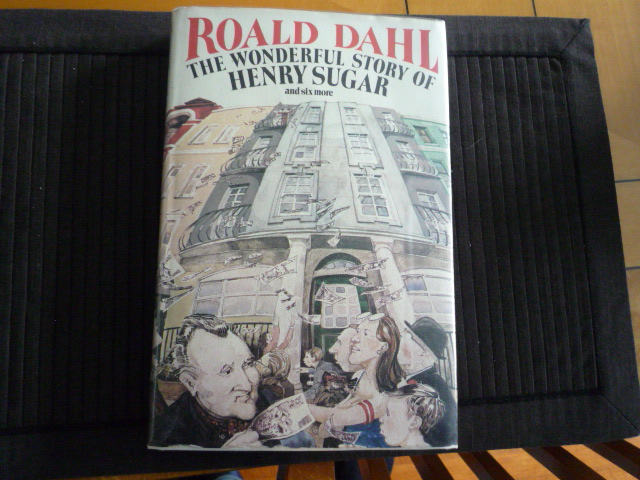 ROALD DAHL
THE WONDERFUL STORY OF
HENRY SUGAR
and six more